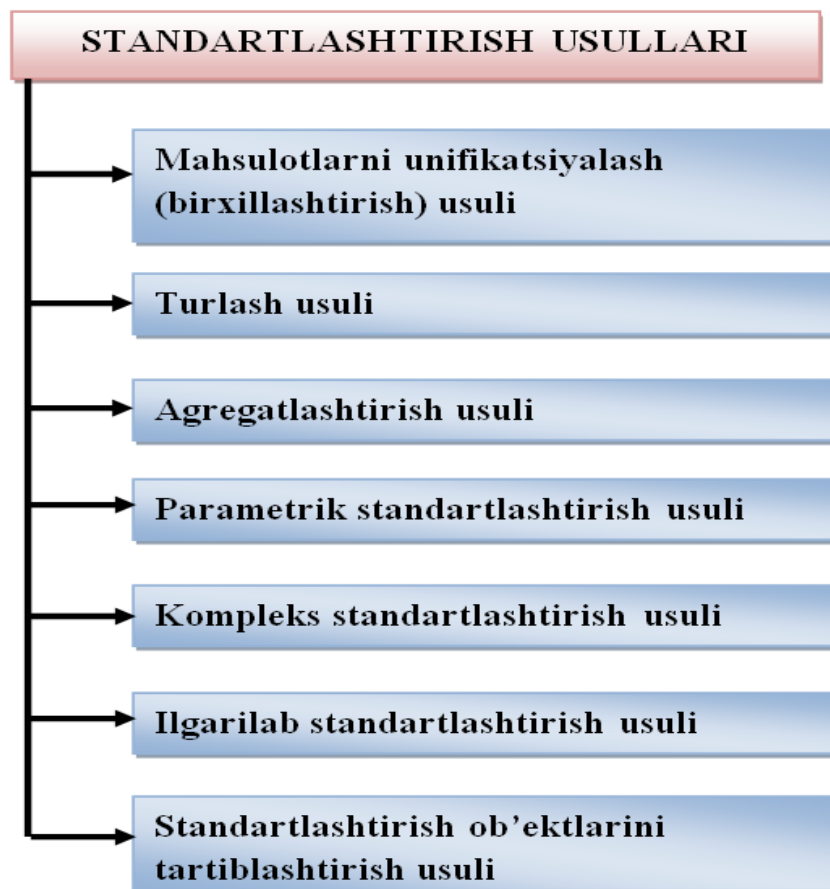 STANDARTLASHTIRISH USULLARI
Mahsulotlarni unifikatsiyalash
(birxillashtirish) usuli
Turlash usuli
Agregatlashtirish usuli
Parametrik standartlashtirish usuli
Kompleks standartlashtirish usuli
Ilgarilab standartlashtirish usuli
Standartlashtirish ob’ektlarini
tartiblashtirish usuli